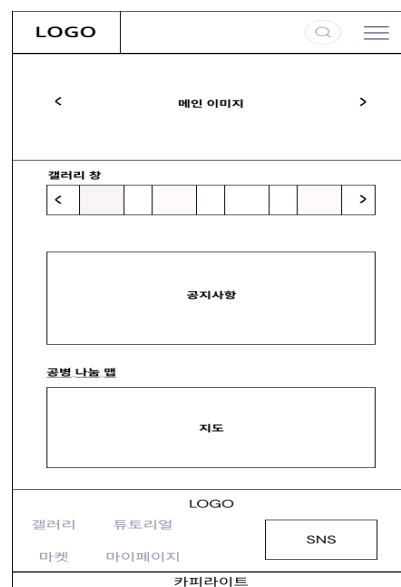 LOGO
< 메인 이미지 >
갤러리 창
< >
공지사항
공병 나눔 맵
지도
LOGO
갤러리 튜토리얼
SNS
마켓 마이페이지
카피라이트